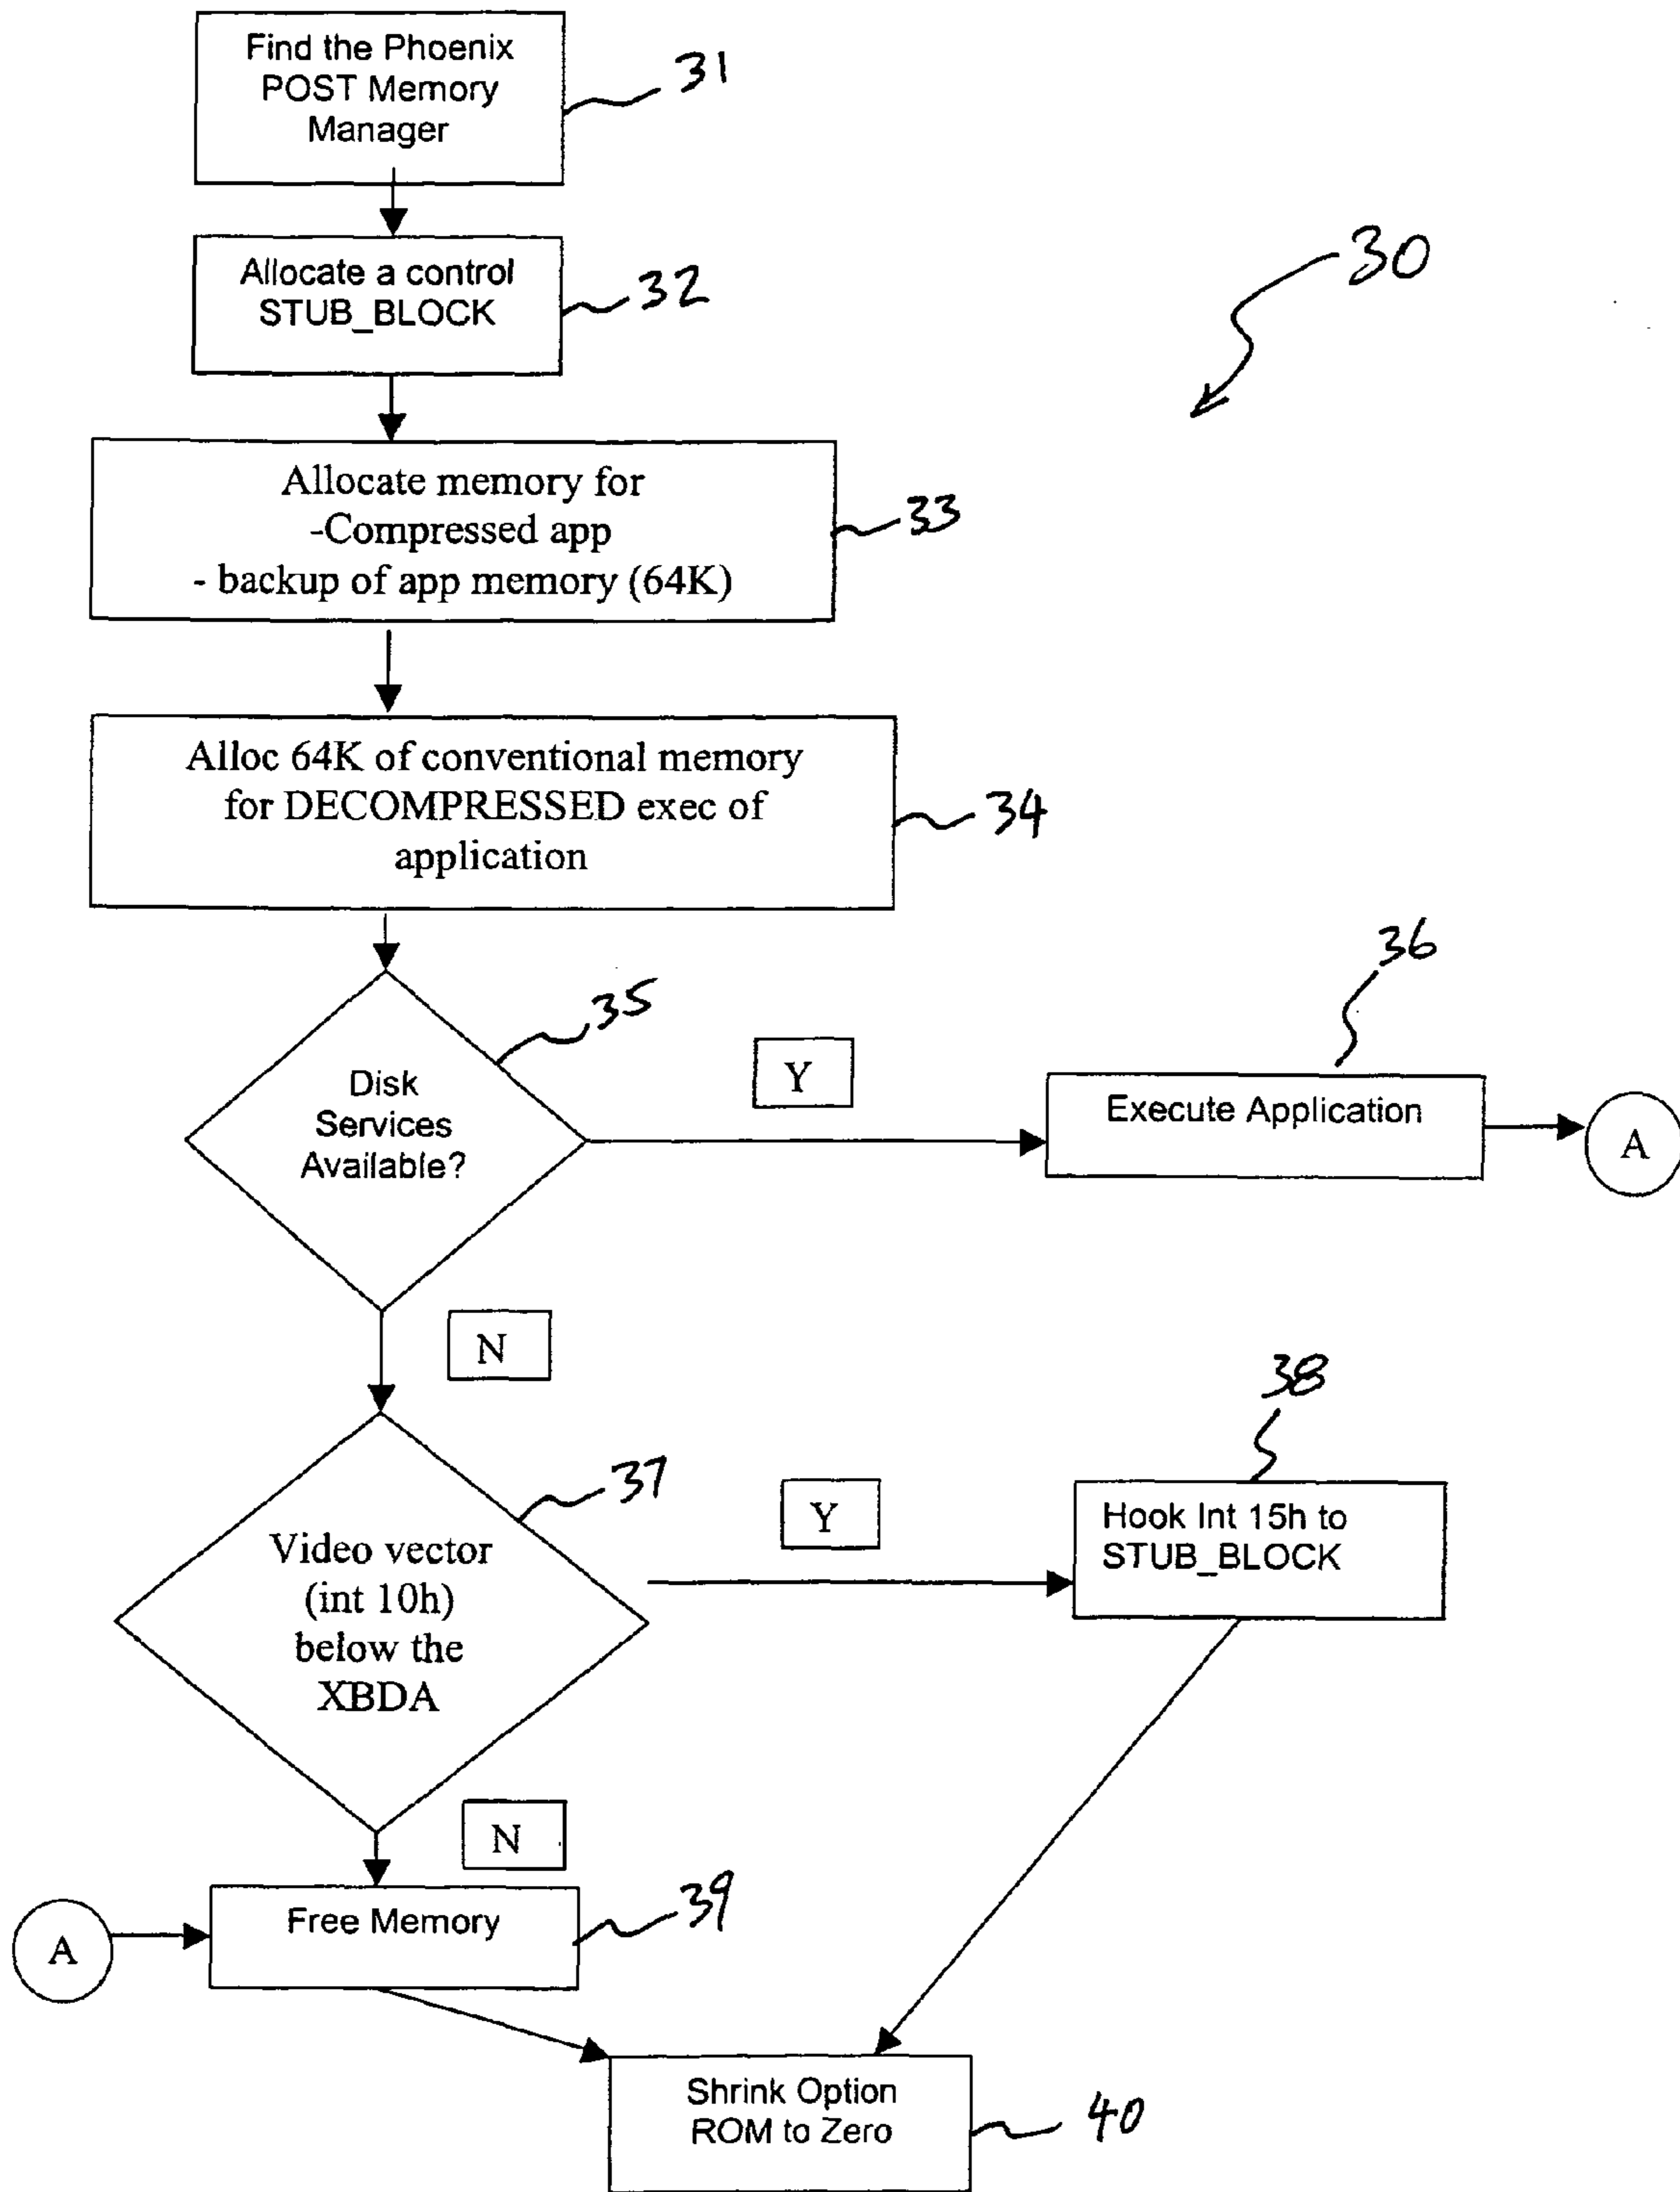 Find the Phoenix
POST Memory
Manager
31
Allocate a control
STUB_BLOCK
32
30
Allocate memory for
-Compressed app
- backup of app memory (64K)
33
Alloc 64K of conventional memory
for DECOMPRESSED exec of
application
34
Disk
Services
Available?
35
Y
36
Execute Application
A
N
Video vector
(int 10h)
below the
XBDA
37
Y
38
Hook Int 15h to
STUB_BLOCK
N
A
Free Memory
39
Shrink Option
ROM to Zero
40